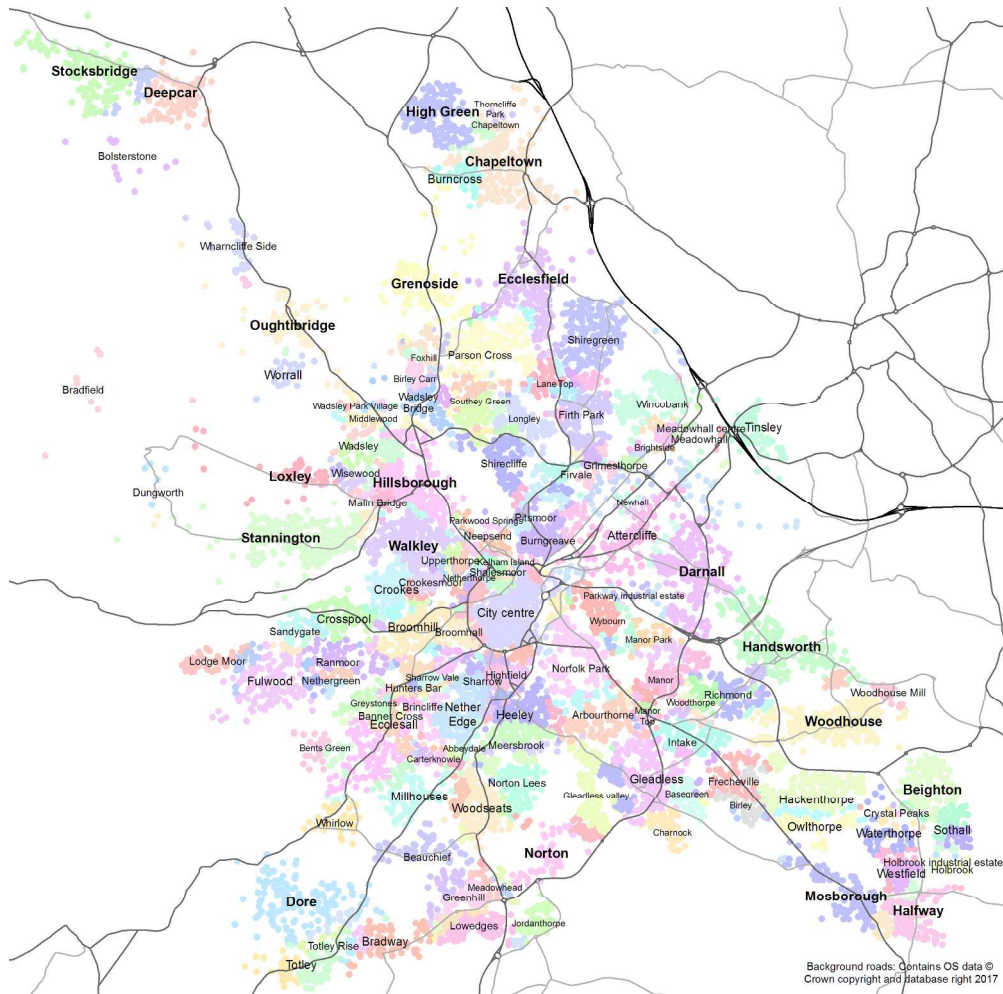 Stocksbridge
Deepcar
High Green
Thorncliffe
Park
Chapeltown
Bolsterstone
Chapeltown
Burncross
Wharncliffe Side
Grenoside
Ecclesfield
Oughtibridge
Shiregreen
Foxhill
Parson Cross
Worrall
Birley Carr
Lane Top
Bradfield
Wadsley
Bridge
Southey Green
Wadsley Park Village
Middlewood
Longley
Firth Park
Wincobank
Meadowhall centre
Tinsley
Meadowhall
Wadsley
Brightside
Shirecliffe
Grimesthorpe
Loxley
Wisewood
Hillsborough
Firvale
Dungworth
Malin Bridge
Newhall
Parkwood Springs
Pitsmoor
Stannington
Walkley
Neepsend
Burngreave
Attercliffe
Upperthorpe
Kelham Island
Shalesmoor
Netherthorpe
Darnall
Crookesmoor
Crookes
Parkway industrial estate
City centre
Crosspool
Wybourn
Sandygate
Broomhill
Broomhall
Manor Park
Handsworth
Lodge Moor
Ranmoor
Norfolk Park
Fulwood
Nethergreen
Sharrow Vale
Sharrow
Highfield
Manor
Hunters Bar
Richmond
Woodhouse Mill
Greystones
Brincliffe
Nether
Edge
Woodthorpe
Banner Cross
Ecclesall
Heeley
Arbourthorne
Manor
Top
Woodhouse
Bents Green
Abbeydale
Meersbrook
Intake
Carterknowle
Gleadless
Frecheville
Millhouses
Norton Lees
Gleadless valley
Basegreen
Hackenthorpe
Beighton
Woodseats
Birley
Crystal Peaks
Whirlow
Owlthorpe
Waterthorpe
Sothall
Charnock
Beauchief
Norton
Holbrook industrial estate
Westfield
Holbrook
Meadowhead
Greenhill
Mosborough
Dore
Halfway
Lowedges
Jordanthorpe
Totley Rise
Bradway
Totley
Background roads: Contains OS data ©
Crown copyright and database right 2017